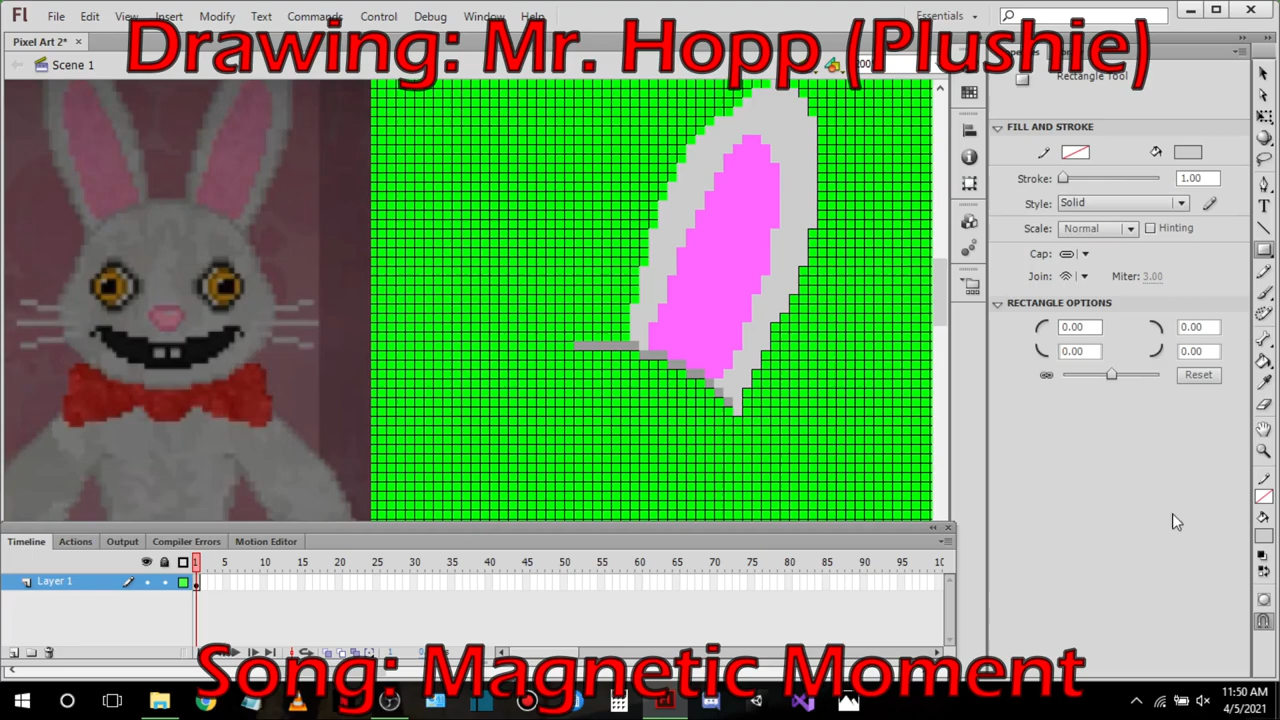 Fl File Edit View Insert Modify Text Commands Control Debug Window Help Essentials
Pixel Art 2* ×
Drawing: Mr. Hopp (Plushie)
Scene 1
Rectangle Tool
FILL AND STROKE
Stroke: 1.00
Style: Solid
Scale: Normal Hinting
Cap:
Join: Miter: 3.00
RECTANGLE OPTIONS
0.00 0.00
0.00 0.00
Reset
Timeline Actions Output Compiler Errors Motion Editor
1 5 10 15 20 25 30 35 40 45 50 55 60 65 70 75 80 85 90 95 10
Layer 1
1
Song: Magnetic Moment
Fl
11:50 AM
4/5/2021